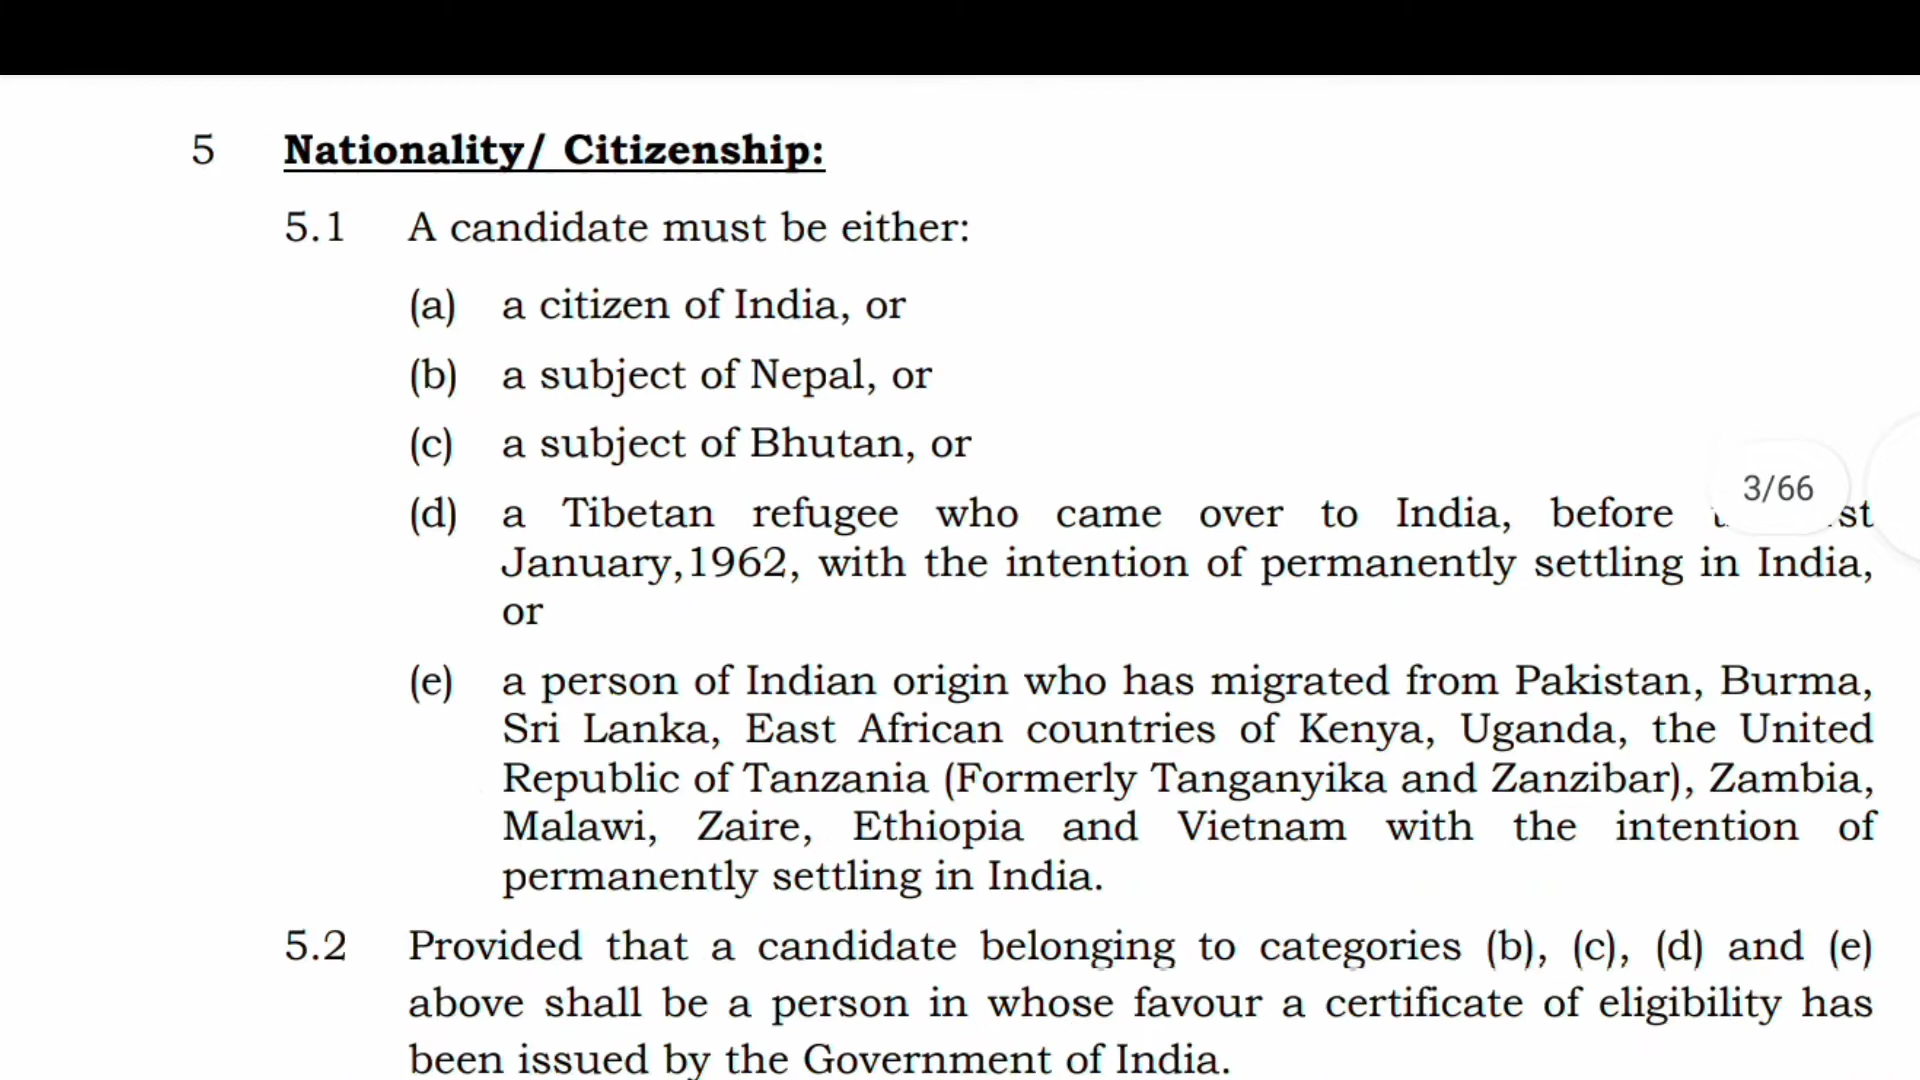 5 Nationality/ Citizenship:
5.1 A candidate must be either:
(a) a citizen of India, or
(b) a subject of Nepal, or
(c) a subject of Bhutan, or
3/66
(d) a Tibetan refugee who came over to India, before
January,1962, with the intention of permanently settling in India,
or
(e) a person of Indian origin who has migrated from Pakistan, Burma,
Sri Lanka, East African countries of Kenya, Uganda, the United
Republic of Tanzania (Formerly Tanganyika and Zanzibar), Zambia,
Malawi, Zaire, Ethiopia and Vietnam with the intention of
permanently settling in India.
5.2 Provided that a candidate belonging to categories (b), (c), (d) and (e)
above shall be a person in whose favour a certificate of eligibility has
been issued by the Government of India.